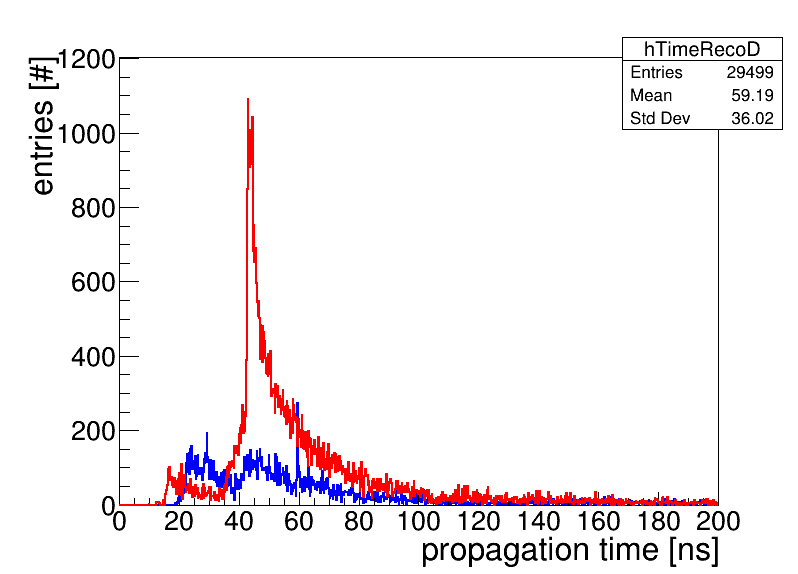 hTimeRecoD
Entries 29499
Mean 59.19
Std Dev 36.02
entries [#]
1200
1000
800
600
400
200
0
0 20 40 60 80 100 120 140 160 180 200
propagation time [ns]